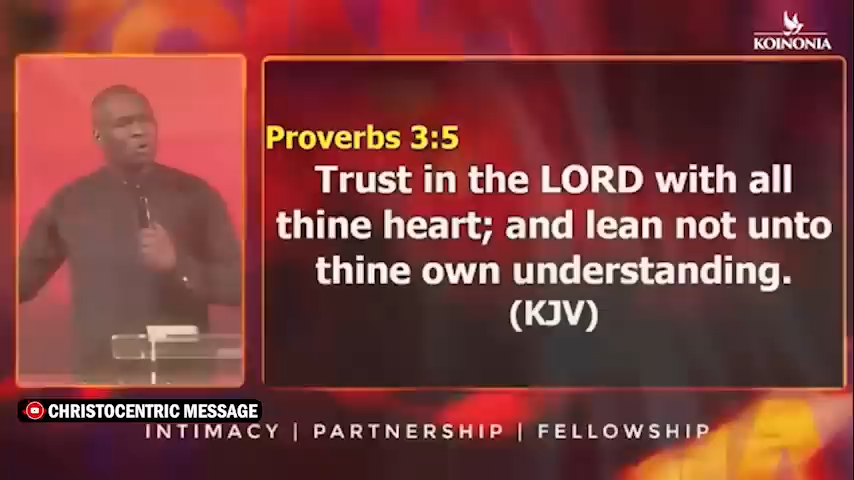 KOINONIA
Proverbs 3:5
Trust in the LORD with all
thine heart; and lean not unto
thine own understanding.
(KJV)
CHRISTOCENTRIC MESSAGE
INTIMACY | PARTNERSHIP | FELLOWSHIP